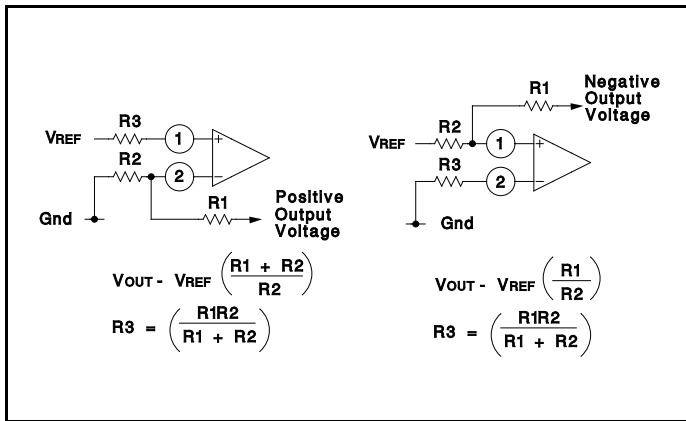 R3
VREF
1
+
R2
2
−
R1
Gnd
Positive
Output
Voltage
VOUT - VREF (R1 + R2 / R2)
R3 = (R1R2 / R1 + R2)
R1
Negative
Output
Voltage
R2
VREF
1
+
R3
2
−
Gnd
VOUT - VREF (R1 / R2)
R3 = (R1R2 / R1 + R2)